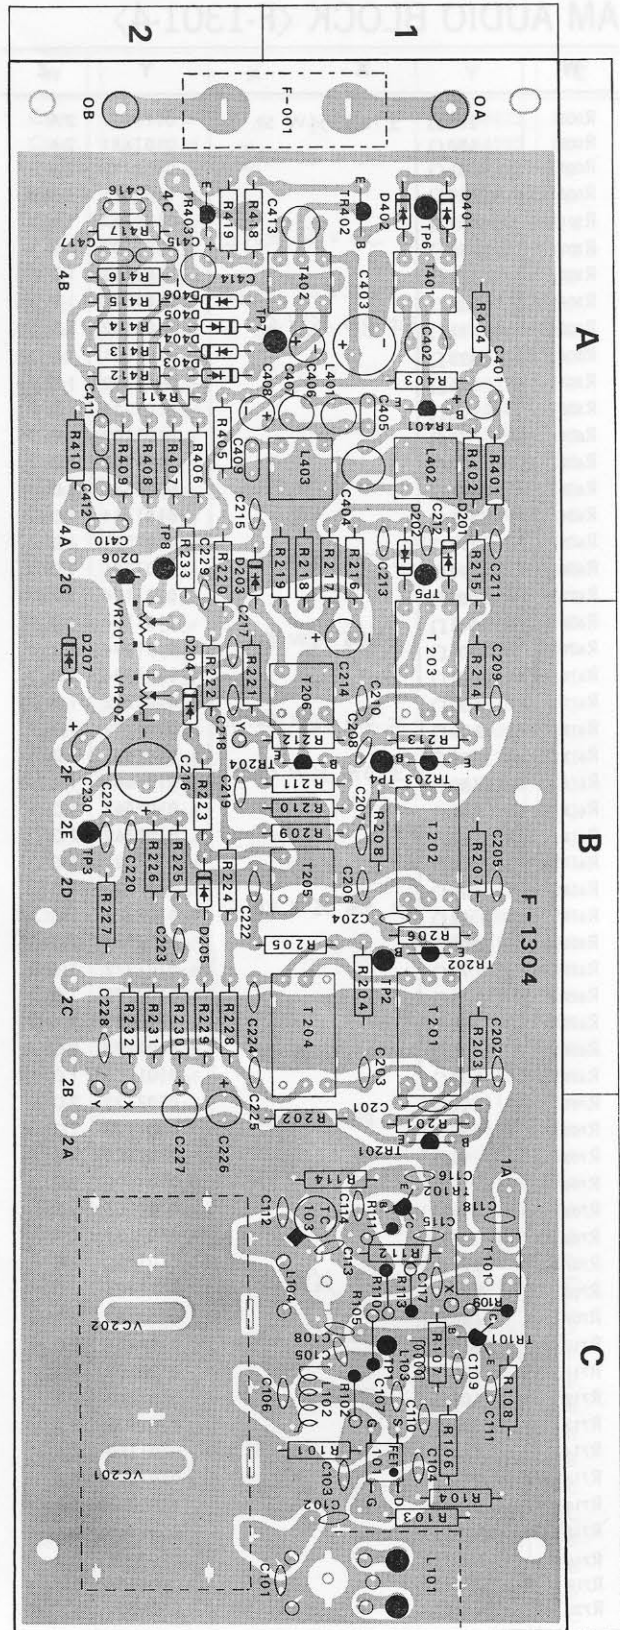 2
1
A
B
C
F-001
OB
OA
F-1304
C416
4C
TR403
E
R419
R418
C413
TR402
E
B
D402
TP6
D401
R417
C417
C415
4B
R416
C414
T402
C403
T401
R415
D406
R414
D405
R413
D404
R412
D403
R411
TP7
C402
R404
R403
C401
C408
C407
C406
L401
C405
TR401
E
B
C411
R410
R409
R408
R407
R406
R405
C409
L403
L402
R402
R401
C412
C410
C215
C404
D202
C212
D201
4A
2G
D206
TP8
R233
C229
R220
D203
R219
R218
R217
R216
C213
TP5
R215
C211
VR201
D207
D204
R222
C217
R221
T206
C214
C210
T203
R214
C209
VR202
C218
Y
R212
C208
R213
E
TR204
B
TP4
B
TR203
E
2F
C230
C216
C221
R223
C219
R211
R210
R209
C207
R208
T202
R207
C205
2E
TP3
C220
R226
R225
R224
T205
C206
2D
R227
C223
D205
C222
C204
R205
R206
B
E
TR202
TP2
2C
C228
R232
R231
R230
R229
R228
C224
T204
R204
T201
R203
C202
C203
2B
Y
X
C225
C201
2A
C227
C226
R202
R201
TR201
E
B
1A
R114
C116
TR102
C118
E
B
C
C112
TC
103
C114
R111
C115
R112
T101
C113
L104
R110
R113
C117
X
R109
R105
C108
C105
TP1
L103
R107
B
C
E
TR101
C109
R108
C111
VC202
C106
L102
R102
C107
C110
R106
G
S
R101
101
FET
C104
G
D
R104
VC201
C103
C102
R103
C101
L101